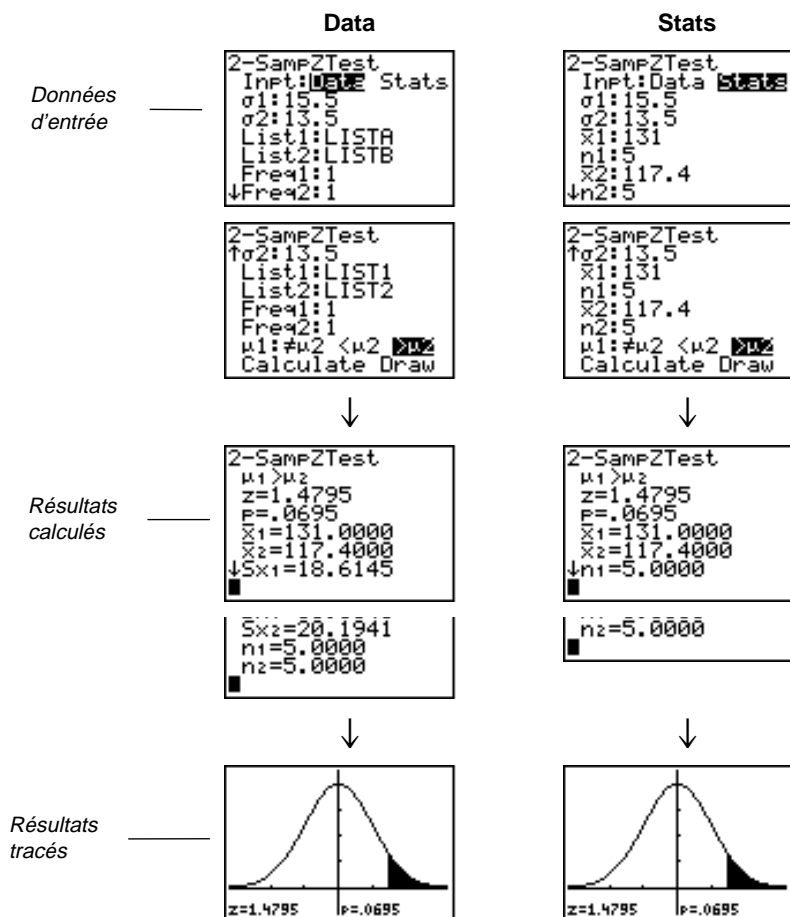 Data
Stats
Données
d'entrée
2-SampZTest
Inpt:Data Stats
σ1:15.5
σ2:13.5
List1:LISTA
List2:LISTB
Freq1:1
↓Freq2:1
2-SampZTest
Inpt:Data Stats
σ1:15.5
σ2:13.5
x̄1:131
n1:5
x̄2:117.4
↓n2:5
2-SampZTest
↑σ2:13.5
List1:LIST1
List2:LIST2
Freq1:1
Freq2:1
μ1:≠μ2 <μ2 >μ2
Calculate Draw
2-SampZTest
↑σ2:13.5
x̄1:131
n1:5
x̄2:117.4
n2:5
μ1:≠μ2 <μ2 >μ2
Calculate Draw
↓
↓
Résultats
calculés
2-SampZTest
μ1>μ2
z=1.4795
p=.0695
x̄1=131.0000
x̄2=117.4000
↓Sx1=18.6145
2-SampZTest
μ1>μ2
z=1.4795
p=.0695
x̄1=131.0000
x̄2=117.4000
↓n1=5.0000
Sx2=20.1941
n1=5.0000
n2=5.0000
n2=5.0000
↓
↓
Résultats
tracés
z=1.4795 p=.0695
z=1.4795 p=.0695